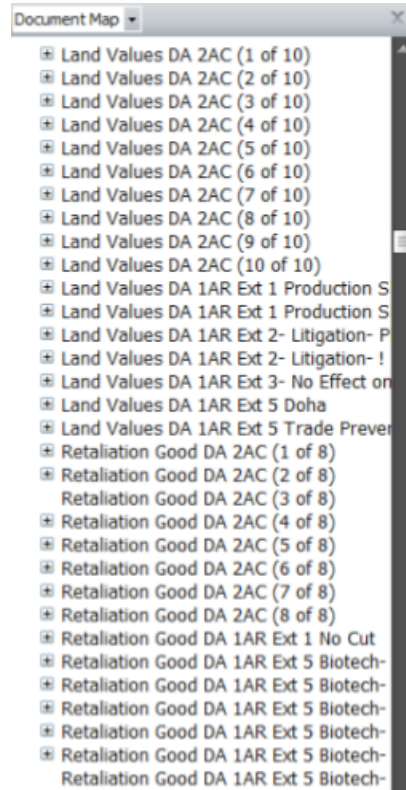 Document Map
Land Values DA 2AC (1 of 10)
Land Values DA 2AC (2 of 10)
Land Values DA 2AC (3 of 10)
Land Values DA 2AC (4 of 10)
Land Values DA 2AC (5 of 10)
Land Values DA 2AC (6 of 10)
Land Values DA 2AC (7 of 10)
Land Values DA 2AC (8 of 10)
Land Values DA 2AC (9 of 10)
Land Values DA 2AC (10 of 10)
Land Values DA 1AR Ext 1 Production S
Land Values DA 1AR Ext 1 Production S
Land Values DA 1AR Ext 2- Litigation- P
Land Values DA 1AR Ext 2- Litigation- !
Land Values DA 1AR Ext 3- No Effect on
Land Values DA 1AR Ext 5 Doha
Land Values DA 1AR Ext 5 Trade Prever
Retaliation Good DA 2AC (1 of 8)
Retaliation Good DA 2AC (2 of 8)
Retaliation Good DA 2AC (3 of 8)
Retaliation Good DA 2AC (4 of 8)
Retaliation Good DA 2AC (5 of 8)
Retaliation Good DA 2AC (6 of 8)
Retaliation Good DA 2AC (7 of 8)
Retaliation Good DA 2AC (8 of 8)
Retaliation Good DA 1AR Ext 1 No Cut
Retaliation Good DA 1AR Ext 5 Biotech-
Retaliation Good DA 1AR Ext 5 Biotech-
Retaliation Good DA 1AR Ext 5 Biotech-
Retaliation Good DA 1AR Ext 5 Biotech-
Retaliation Good DA 1AR Ext 5 Biotech-
Retaliation Good DA 1AR Ext 5 Biotech-